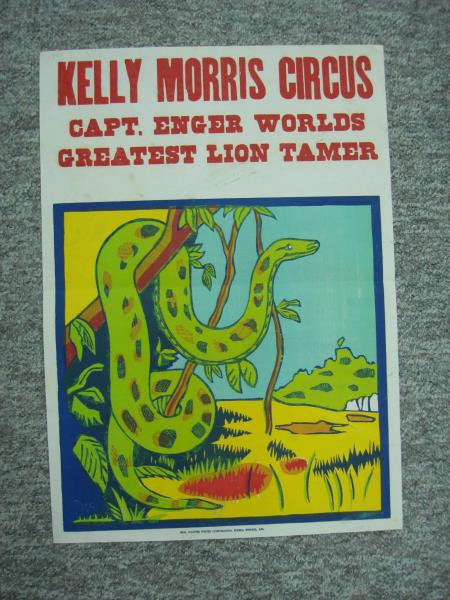 KELLY MORRIS CIRCUS
CAPT. ENGER WORLDS
GREATEST LION TAMER